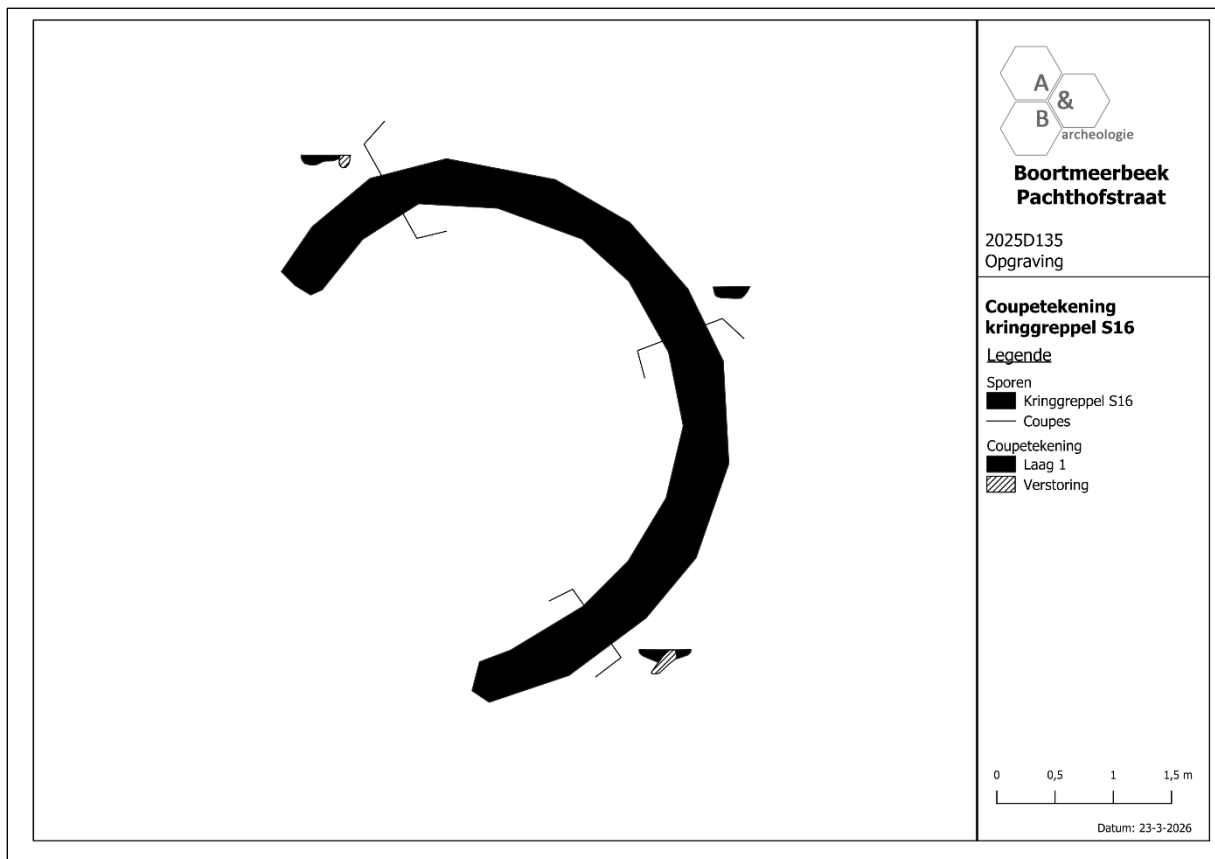 A
&
B
archeologie
Boortmeerbeek
Pachthofstraat
2025D135
Opgraving
Coupetekening
kringgreppel S16
Legende
Sporen
Kringgreppel S16
Coupes
Coupetekening
Laag 1
Verstoring
0 0,5 1 1,5 m
Datum: 23-3-2026